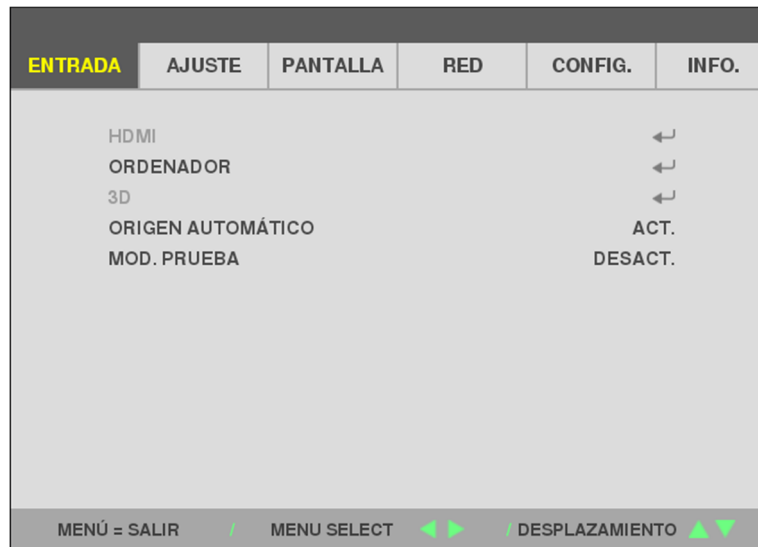 ENTRADA AJUSTE PANTALLA RED CONFIG. INFO.
HDMI
ORDENADOR
3D
ORIGEN AUTOMÁTICO ACT.
MOD. PRUEBA DESACT.
MENÚ = SALIR / MENU SELECT / DESPLAZAMIENTO